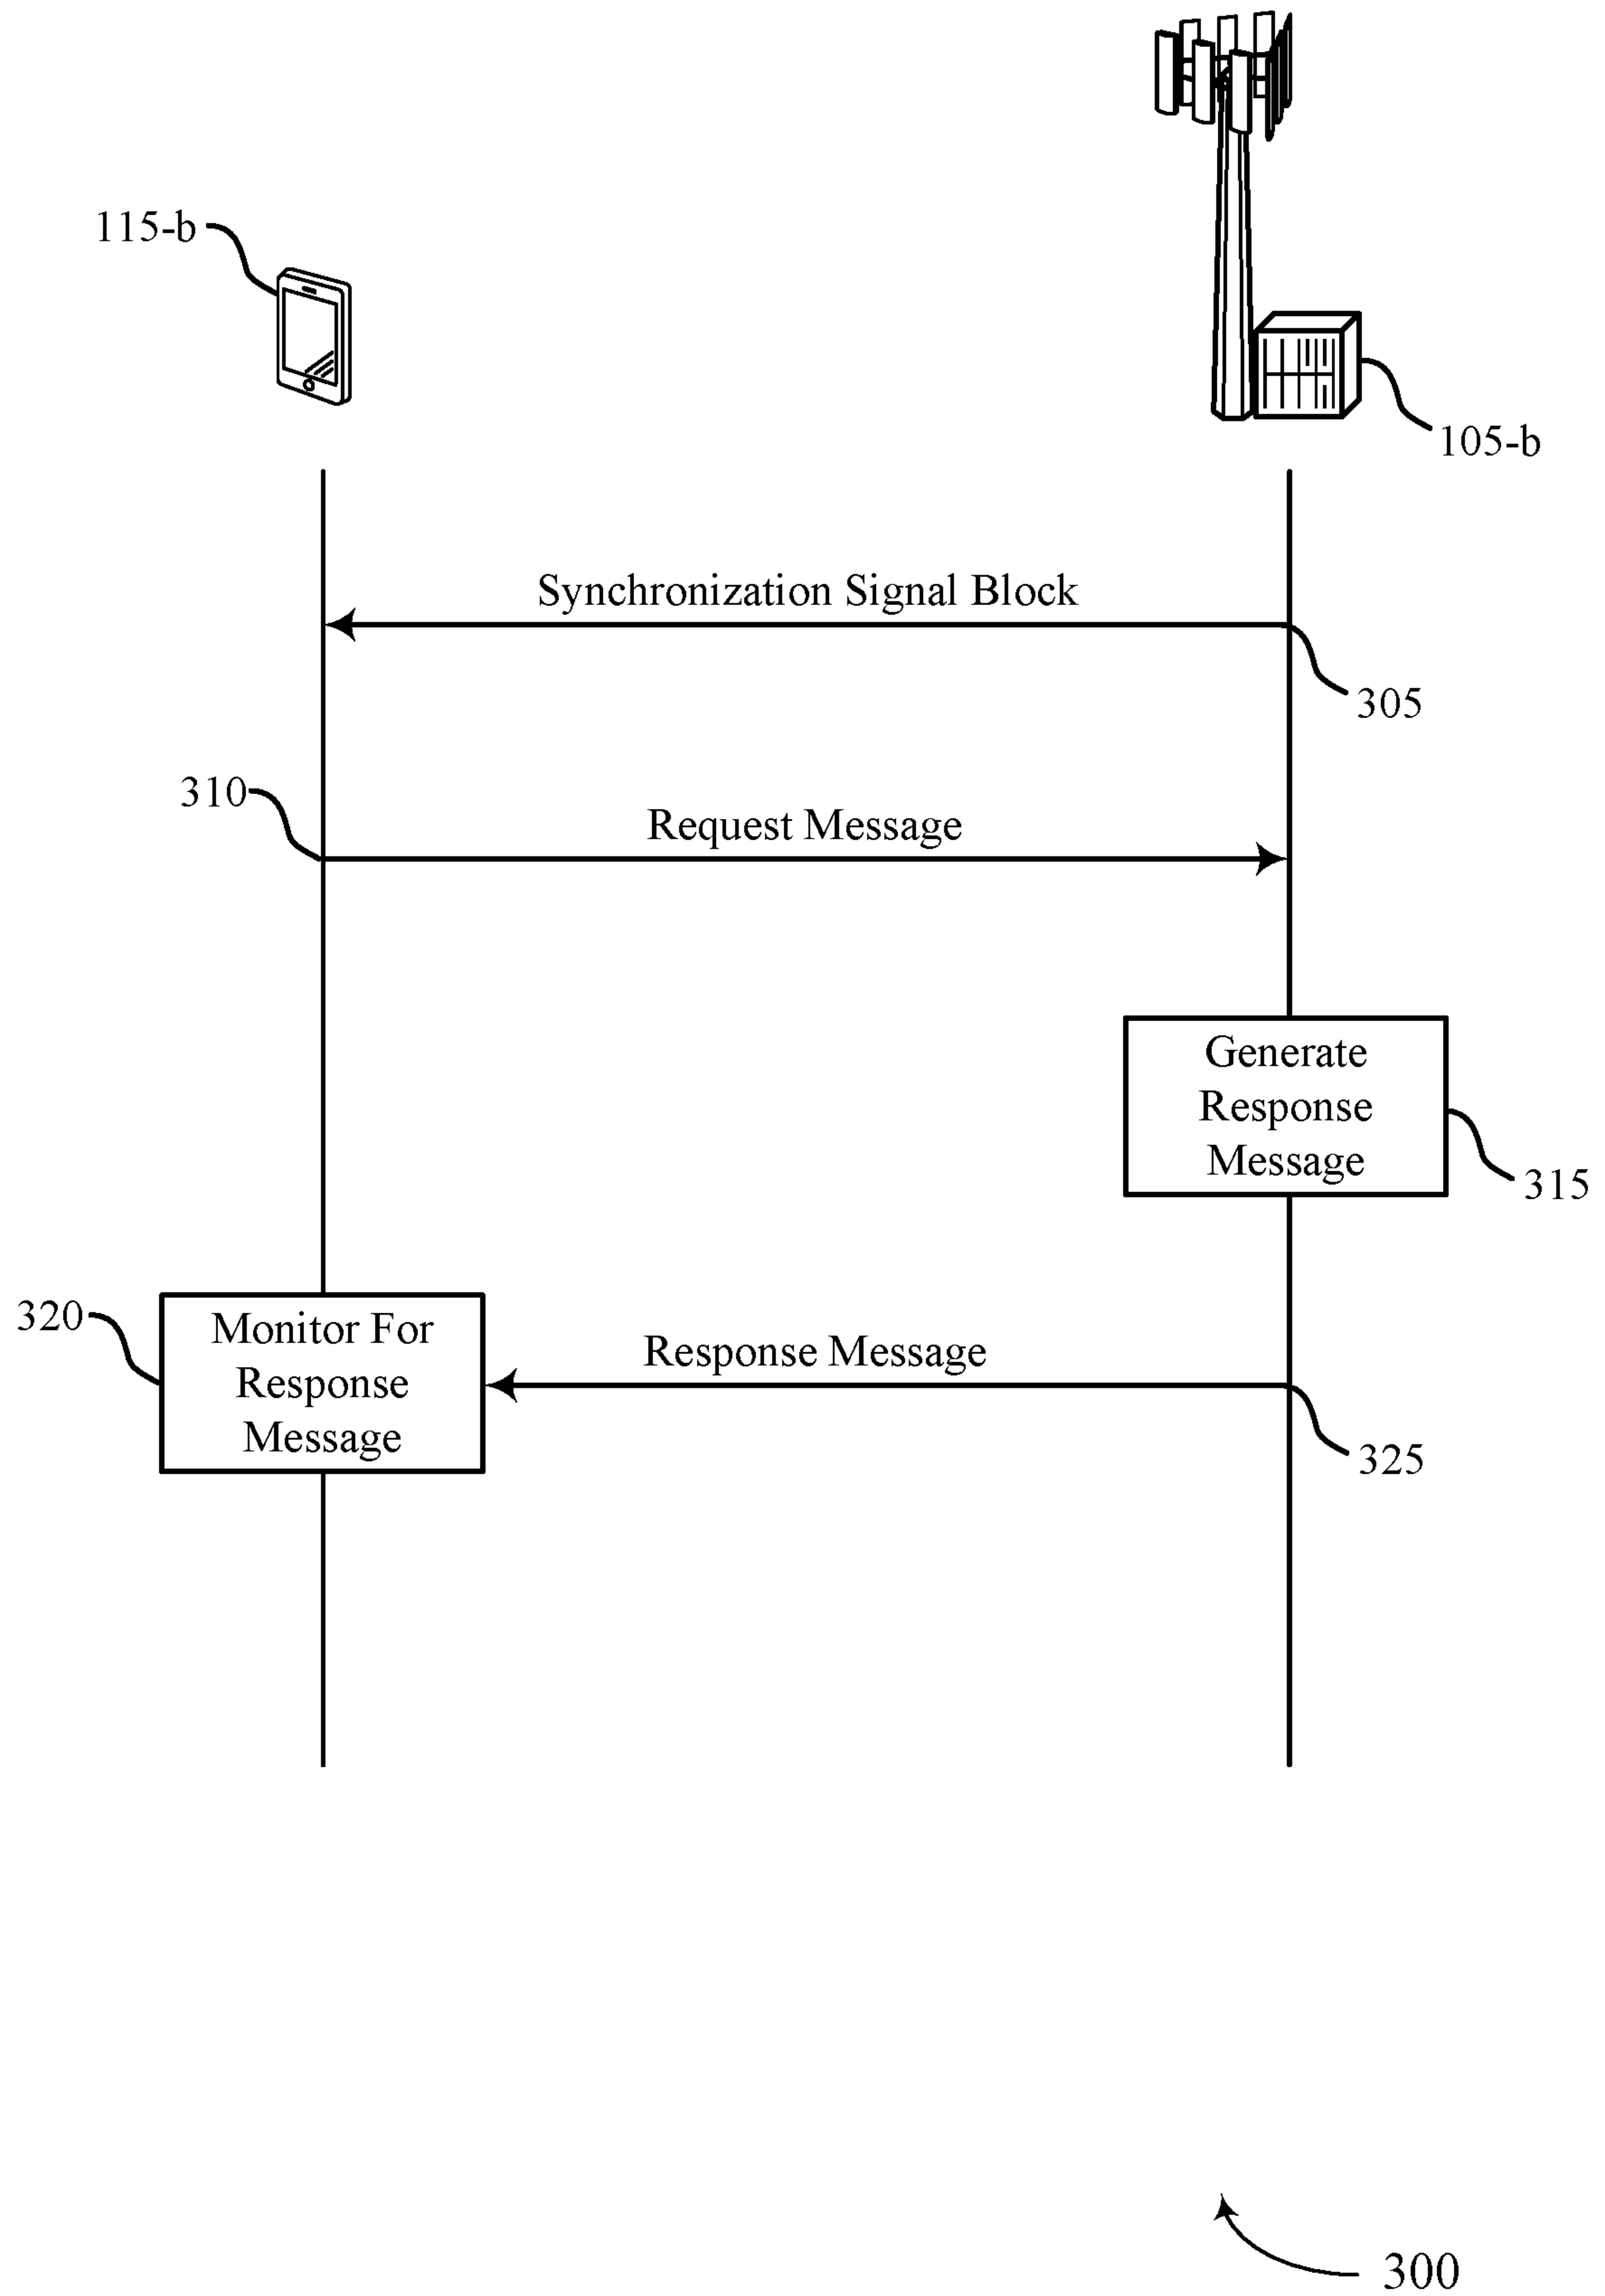 115-b
105-b
Synchronization Signal Block
305
310
Request Message
Generate
Response
Message
315
320
Monitor For
Response
Message
Response Message
325
300